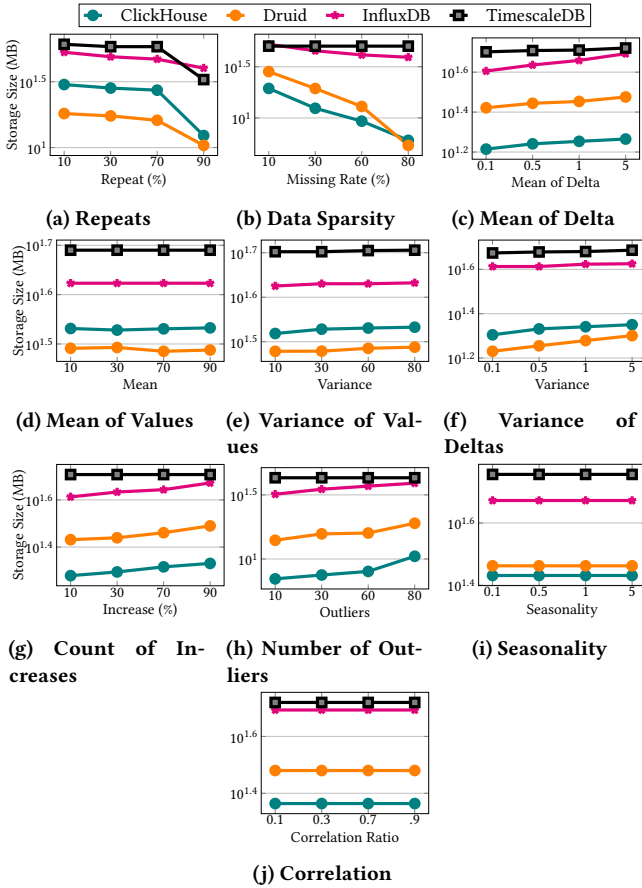 ClickHouse Druid InfluxDB TimescaleDB
Storage Size (MB)
10^1.5
10^1
10 30 70 90
Repeat (%)
10^1.5
10^1
10 30 60 80
Missing Rate (%)
10^1.6
10^1.4
10^1.2
0.1 0.5 1 5
Mean of Delta
(a) Repeats
(b) Data Sparsity
(c) Mean of Delta
Storage Size (MB)
10^1.7
10^1.6
10^1.5
10 30 70 90
Mean
10^1.7
10^1.6
10^1.5
10 30 60 80
Variance
10^1.6
10^1.4
10^1.2
0.1 0.5 1 5
Variance
(d) Mean of Values
(e) Variance of Val-
ues
(f) Variance of
Deltas
Storage Size (MB)
10^1.6
10^1.4
10 30 70 90
Increase (%)
10^1.5
10^1
10 30 60 80
Outliers
10^1.6
10^1.4
0.1 0.5 1 5
Seasonality
(g) Count of In-
creases
(h) Number of Out-
liers
(i) Seasonality
10^1.6
10^1.4
0.1 0.3 0.7 .9
Correlation Ratio
(j) Correlation